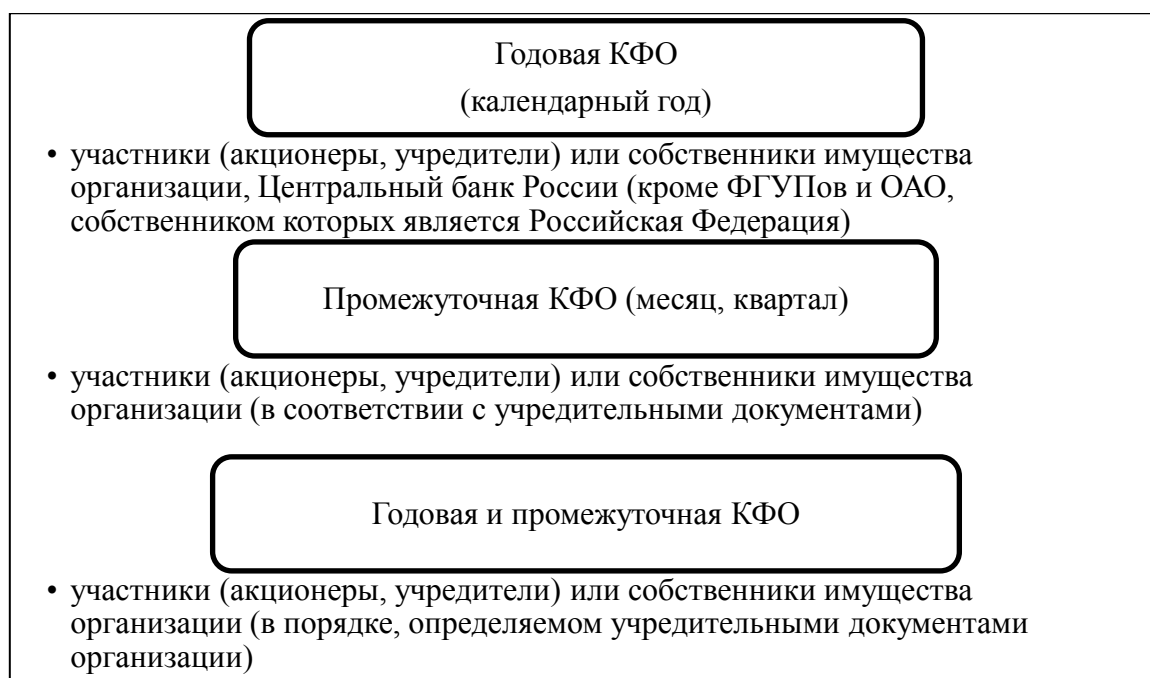 Годовая КФО
(календарный год)
• участники (акционеры, учредители) или собственники имущества
организации, Центральный банк России (кроме ФГУПов и ОАО,
собственником которых является Российская Федерация)
Промежуточная КФО (месяц, квартал)
• участники (акционеры, учредители) или собственники имущества
организации (в соответствии с учредительными документами)
Годовая и промежуточная КФО
• участники (акционеры, учредители) или собственники имущества
организации (в порядке, определяемом учредительными документами
организации)